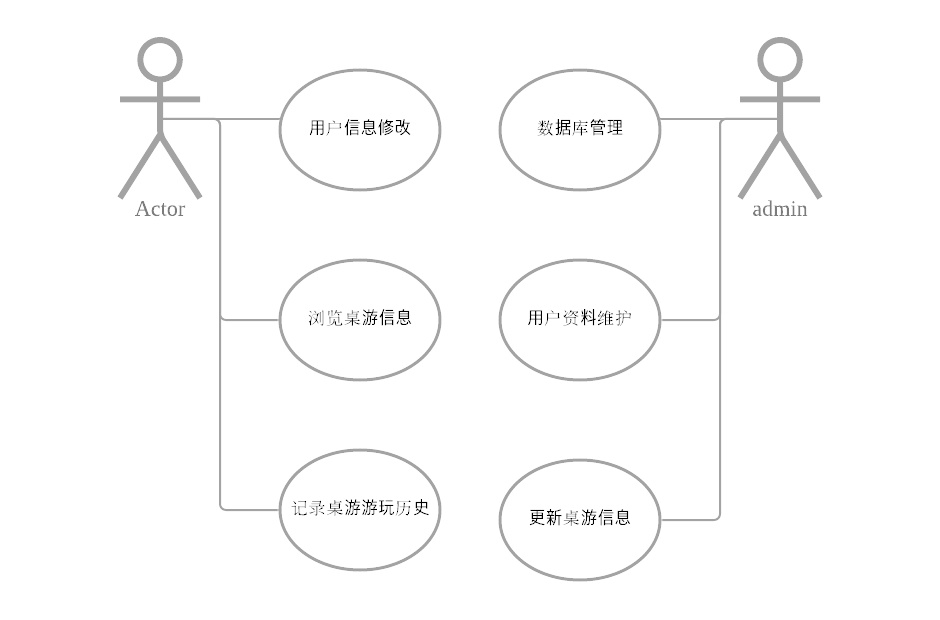 用户信息修改
数据库管理
Actor
admin
浏览桌游信息
用户资料维护
记录桌游游玩历史
更新桌游信息